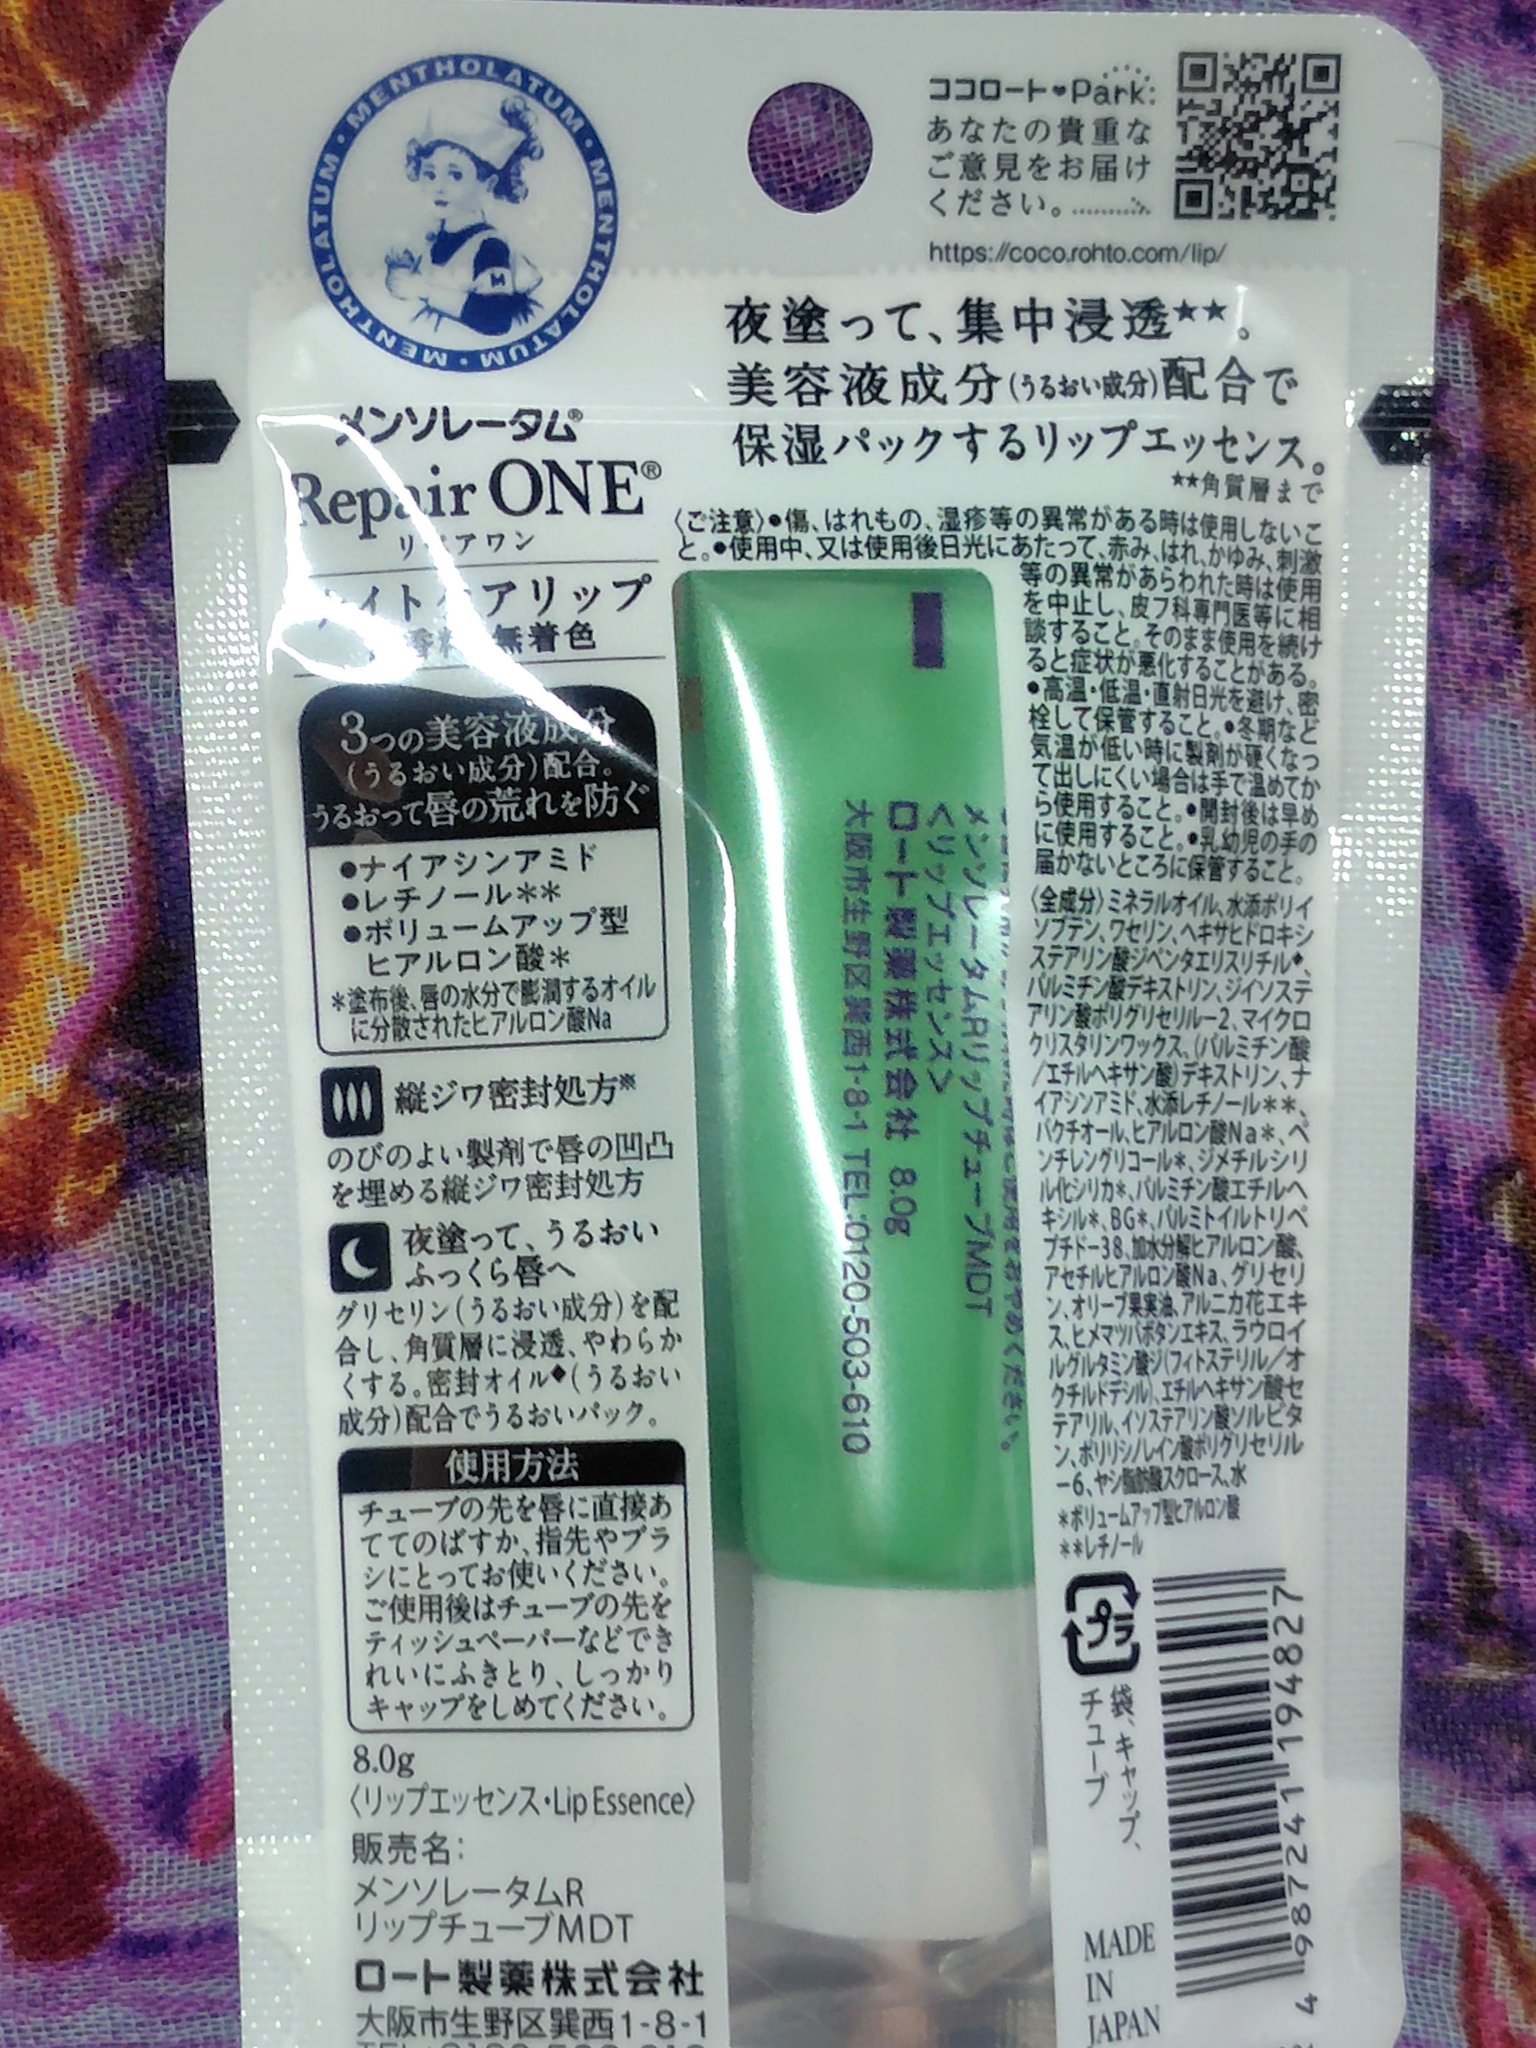 MENTHOLATUM・MENTHOLATUM・MENTHOLATUM・MENTHOLATUM・
ココロート♥Park:
あなたの貴重な
ご意見をお届け
ください。
https://coco.rohto.com/lip/
夜塗って、集中浸透★★。
美容液成分(うるおい成分)配合で
保湿パックするリップエッセンス。
★★角質層まで
メンソレータム®
Repair ONE®
リペアワン
ナイトケアリップ
無着色
3つの美容液成分
(うるおい成分)配合。
うるおって唇の荒れを防ぐ
●ナイアシンアミド
●レチノール＊＊
●ボリュームアップ型
ヒアルロン酸＊
＊塗布後、唇の水分で膨潤するオイル
に分散されたヒアルロン酸Na
縦ジワ密封処方※
のびのよい製剤で唇の凹凸
を埋める縦ジワ密封処方
夜塗って、うるおい
ふっくら唇へ
グリセリン(うるおい成分)を配
合し、角質層に浸透、やわらか
くする。密封オイル◆(うるおい
成分)配合でうるおいパック。
使用方法
チューブの先を唇に直接あ
ててのばすか、指先やブラ
シにとってお使いください。
ご使用後はチューブの先を
ティッシュペーパーなどでき
れいにふきとり、しっかり
キャップをしめてください。
8.0g
〈リップエッセンス・Lip Essence〉
販売名:
メンソレータムR
リップチューブMDT
ロート製薬株式会社
大阪市生野区巽西1-8-1
〈ご注意〉●傷、はれもの、湿疹等の異常がある時は使用しないこ
と。●使用中、又は使用後日光にあたって、赤み、はれ、かゆみ、刺激
等の異常があらわれた時は使用
を中止し、皮フ科専門医等に相
談すること。そのまま使用を続け
ると症状が悪化することがある。
●高温・低温・直射日光を避け、密
栓して保管すること。●冬期など
気温が低い時に製剤が硬くなっ
て出しにくい場合は手で温めてか
ら使用すること。●開封後は早め
に使用すること。●乳幼児の手の
届かないところに保管すること。
〈全成分〉ミネラルオイル、水添ポリイ
ソブテン、ワセリン、ヘキサヒドロキシ
ステアリン酸ジペンタエリスリチル◆、
パルミチン酸デキストリン、ジイソステ
アリン酸ポリグリセリル－2、マイクロ
クリスタリンワックス、(パルミチン酸
/エチルヘキサン酸)デキストリン、ナ
イアシンアミド、水添レチノール＊＊、
バクチオール、ヒアルロン酸Na＊、ペ
ンチレングリコール＊、ジメチルシリ
ル化シリカ＊、パルミチン酸エチルヘ
キシル＊、BG＊、パルミトイルトリペ
プチドー38、加水分解ヒアルロン酸、
アセチルヒアルロン酸Na、グリセリ
ン、オリーブ果実油、アルニカ花エキ
ス、ヒメマツバボタンエキス、ラウロイ
ルグルタミン酸ジ(フィトステリル/オ
クチルドデシル)、エチルヘキサン酸セ
テアリル、イソステアリン酸ソルビタ
ン、ポリリシノレイン酸ポリグリセリル
－6、ヤシ脂肪酸スクロース、水
＊ボリュームアップ型ヒアルロン酸
＊＊レチノール
メンソレータムRリップチューブMDT
〈リップエッセンス〉
ロート製薬株式会社 8.0g
大阪市生野区巽西1-8-1 TEL:0120-503-610
プラ
袋、キャップ、
チューブ
MADE
IN
JAPAN
4 987241 194827